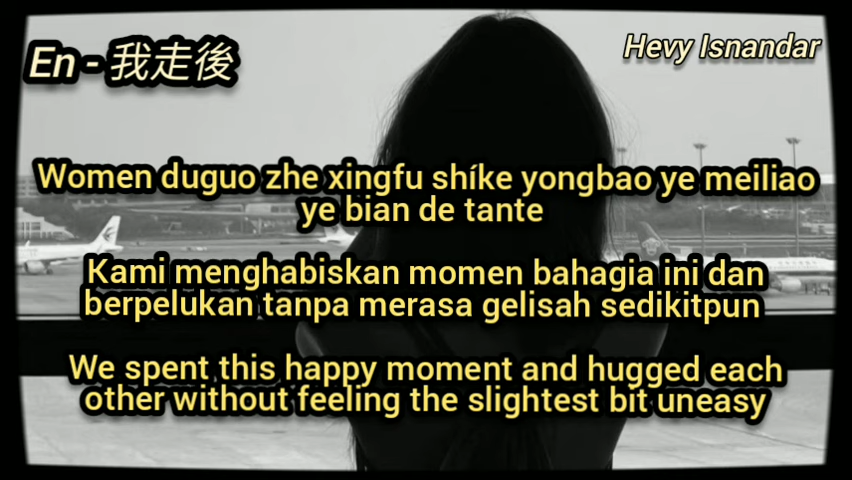 En - 我走後
Hevy Isnandar
Women duguo zhe xingfu shíke yongbao ye meiliao
ye bian de tante
Kami menghabiskan momen bahagia ini dan
berpelukan tanpa merasa gelisah sedikitpun
We spent this happy moment and hugged each
other without feeling the slightest bit uneasy